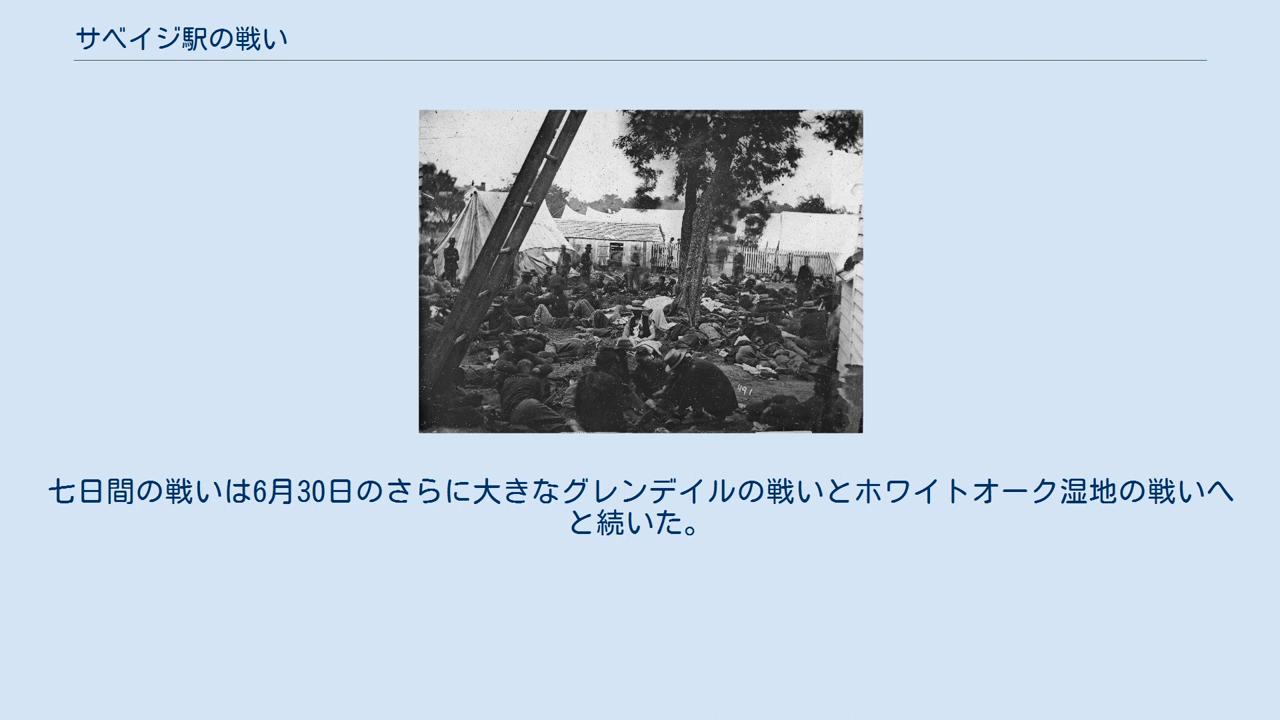 サベイジ駅の戦い
七日間の戦いは6月30日のさらに大きなグレンデイルの戦いとホワイトオーク湿地の戦いへ
と続いた。